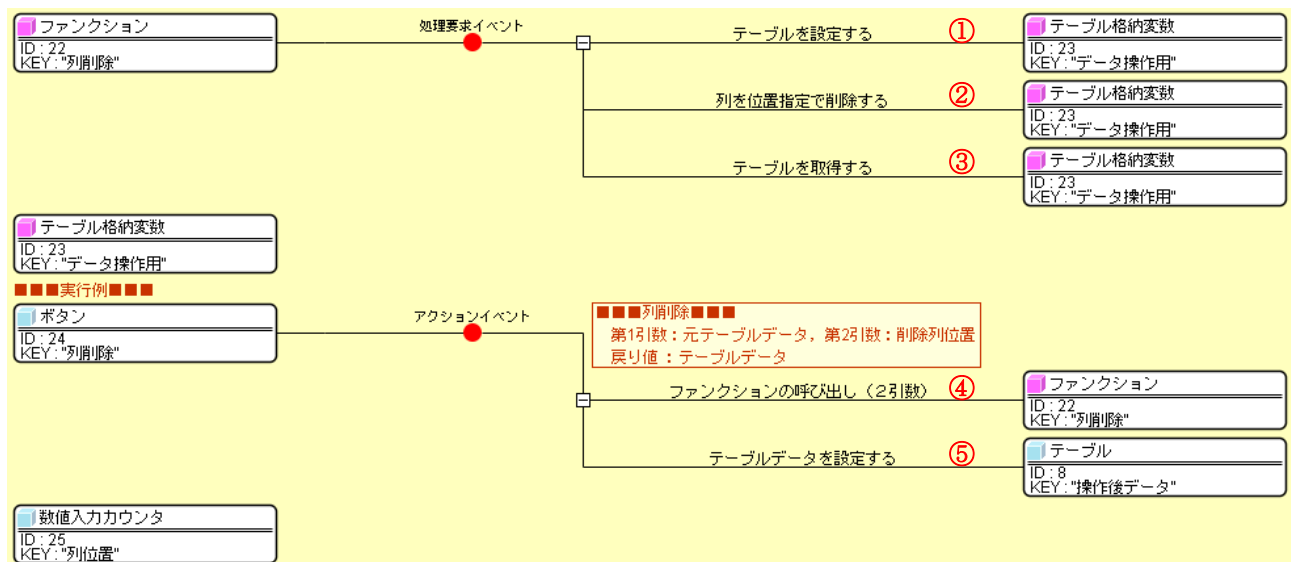 ファンクション
ID : 22
KEY : "列削除"
処理要求イベント
テーブルを設定する ①
テーブル格納変数
ID : 23
KEY : "データ操作用"
列を位置指定で削除する ②
テーブル格納変数
ID : 23
KEY : "データ操作用"
テーブルを取得する ③
テーブル格納変数
ID : 23
KEY : "データ操作用"
テーブル格納変数
ID : 23
KEY : "データ操作用"
■■■実行例■■■
ボタン
ID : 24
KEY : "列削除"
アクションイベント
■■■列削除■■■
第1引数：元テーブルデータ，第2引数：削除列位置
戻り値：テーブルデータ
ファンクションの呼び出し（2引数） ④
ファンクション
ID : 22
KEY : "列削除"
テーブルデータを設定する ⑤
テーブル
ID : 8
KEY : "操作後データ"
数値入力カウンタ
ID : 25
KEY : "列位置"